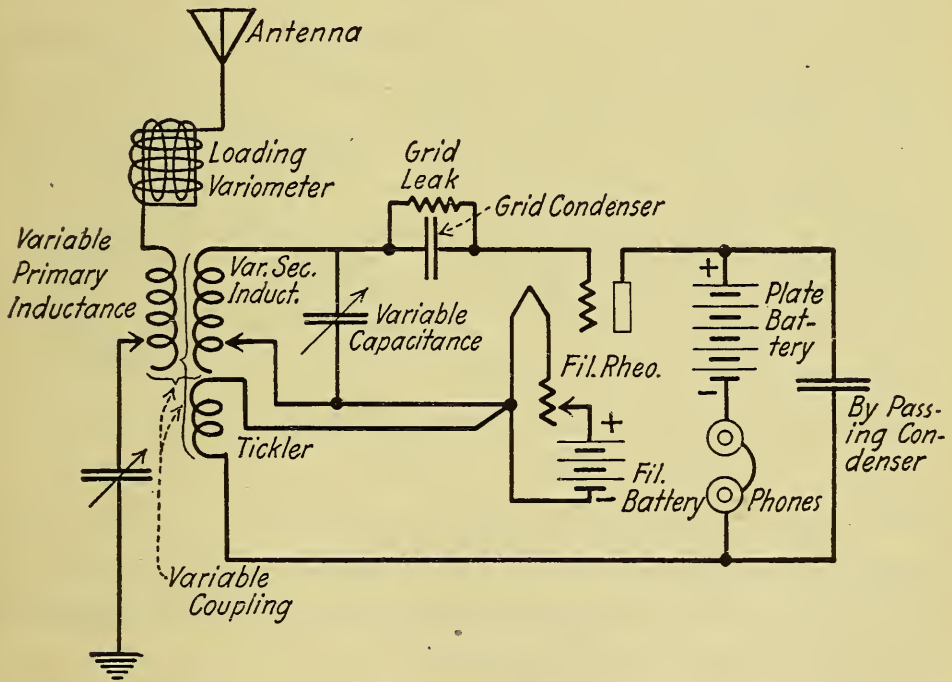 Antenna
Loading
Variometer
Grid
Leak
Grid Condenser
Variable
Primary
Inductance
Var. Sec.
Induct.
Variable
Capacitance
+
Plate
Bat-
tery
-
Fil. Rheo.
+
Fil.
Battery
-
By Pass-
ing Con-
denser
Tickler
Phones
Variable
Coupling